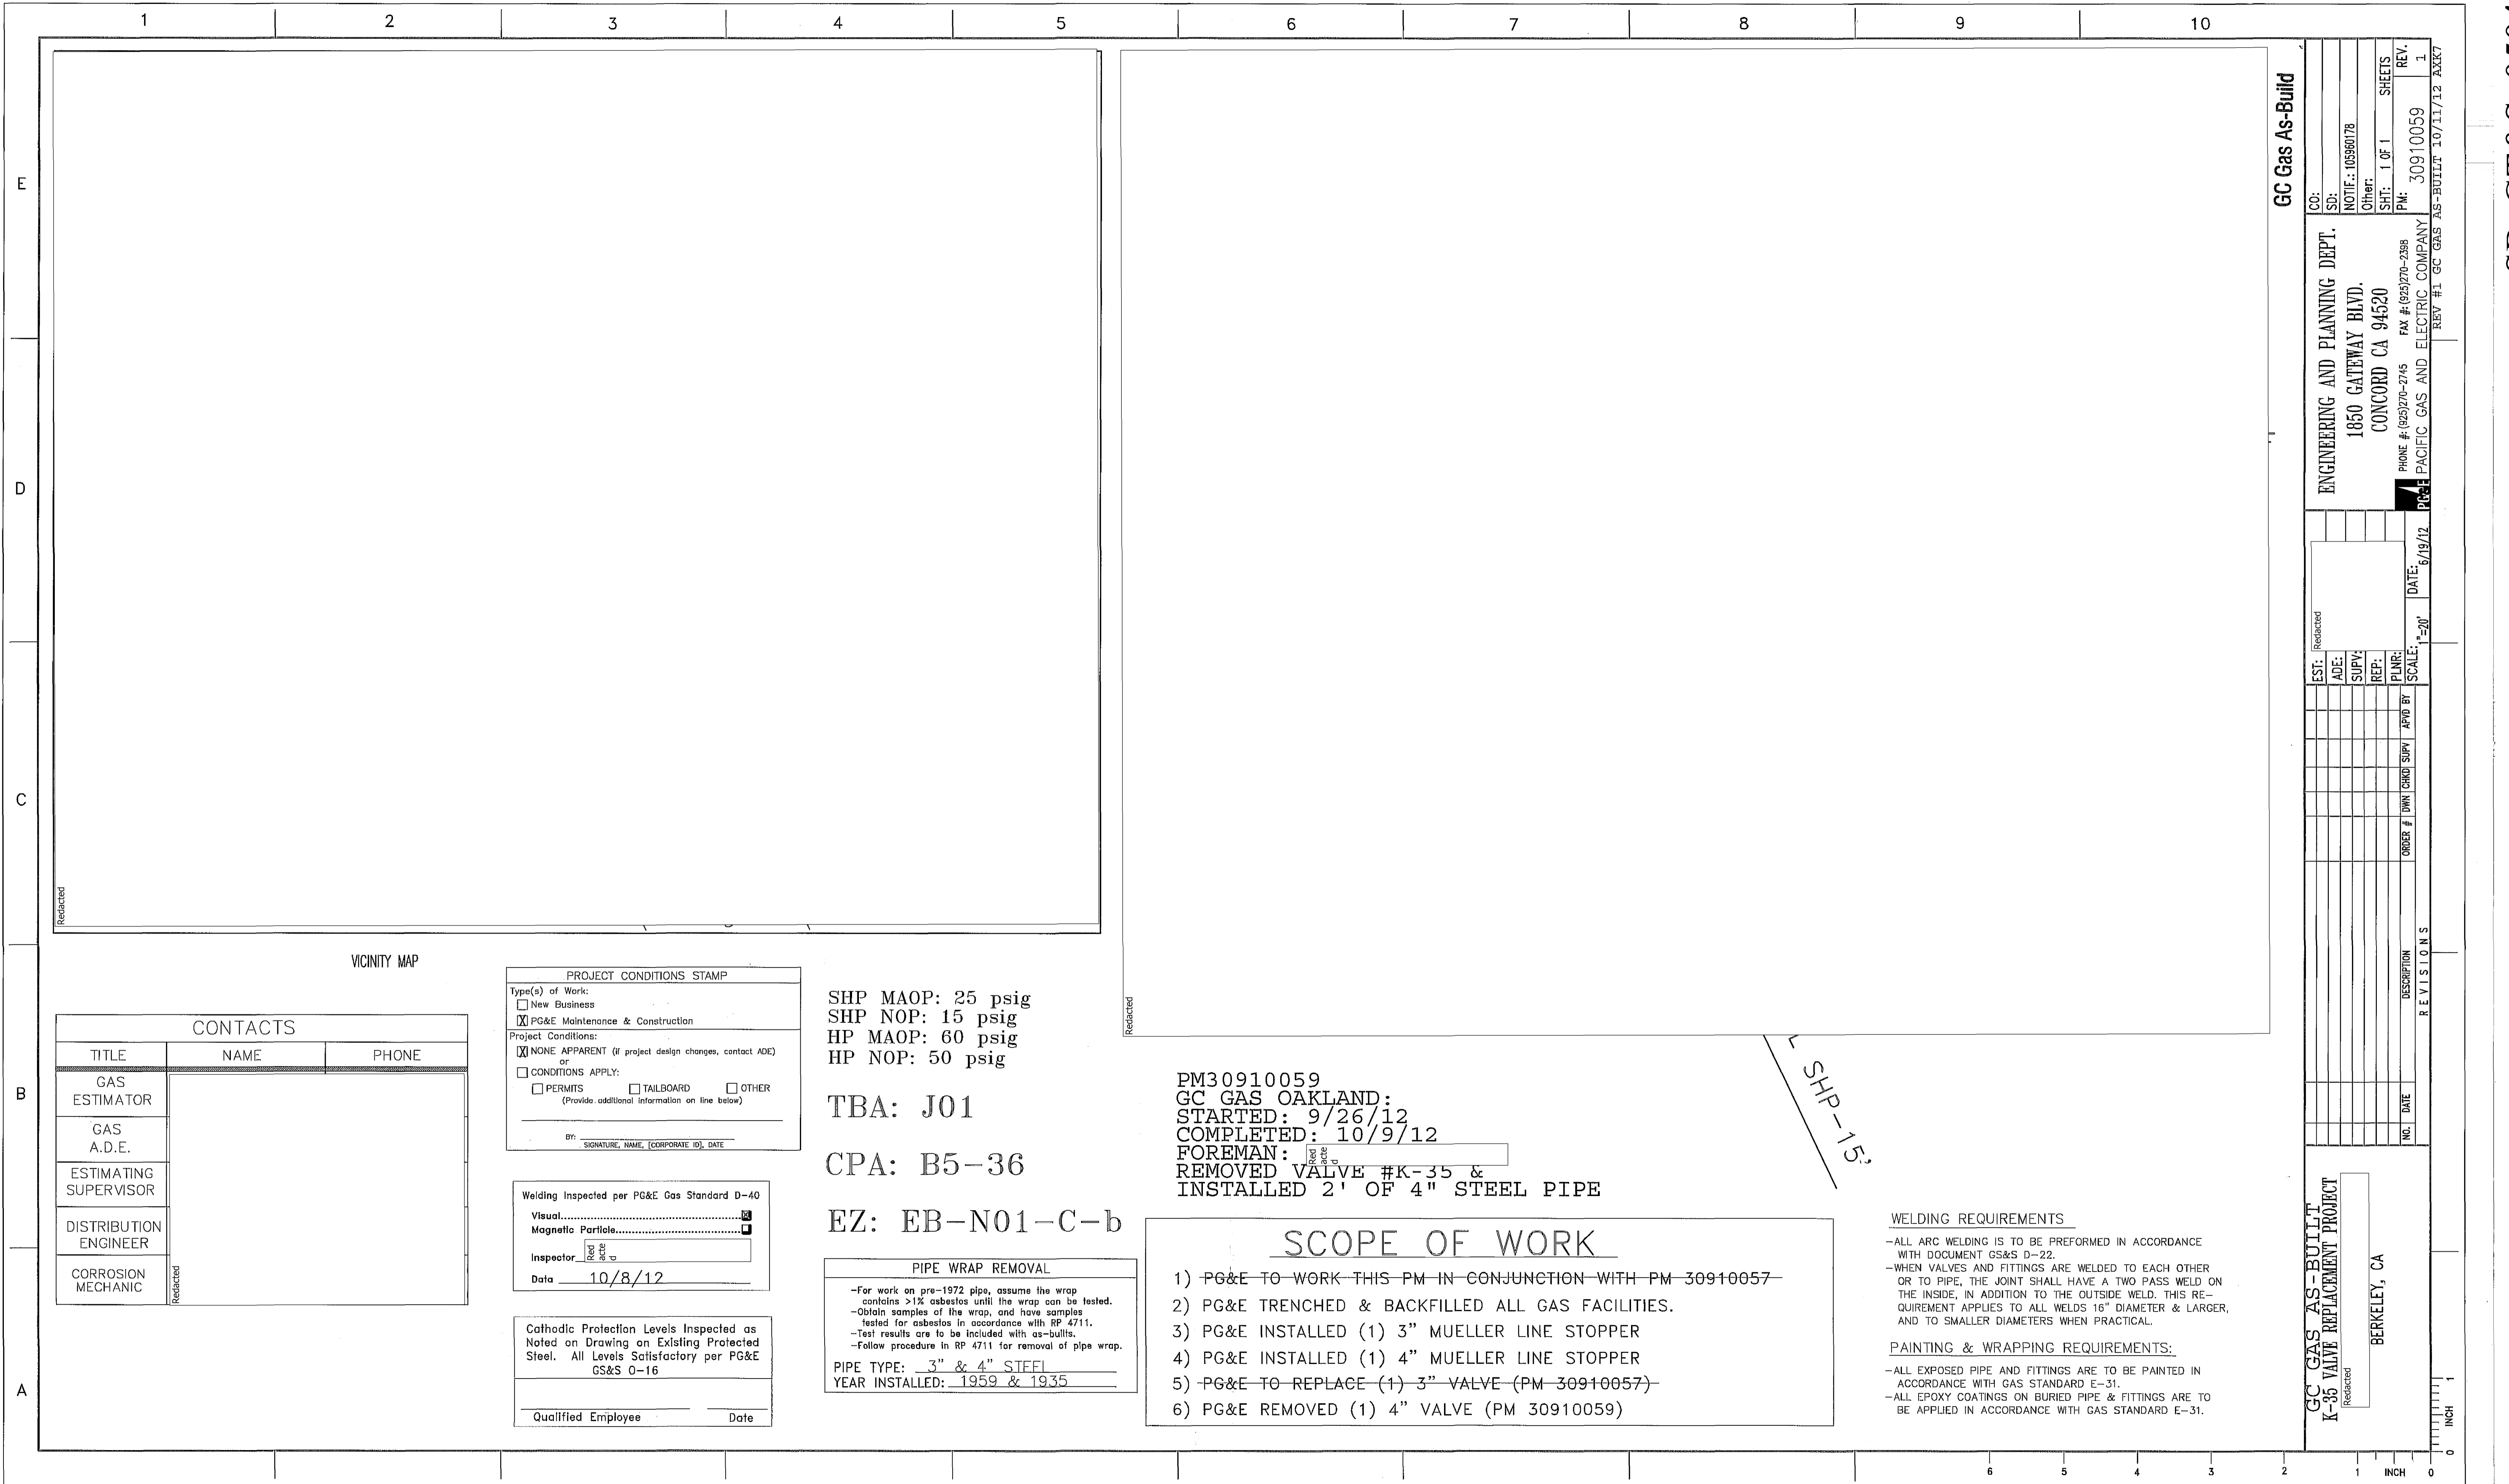 1 2 3 4 5 6 7 8 9 10
E
D
C
B
A
Redacted
VICINITY MAP
CONTACTS
TITLE NAME PHONE
GAS
ESTIMATOR
GAS
A.D.E.
ESTIMATING
SUPERVISOR
DISTRIBUTION
ENGINEER
CORROSION
MECHANIC
Redacted
PROJECT CONDITIONS STAMP
Type(s) of Work:
New Business
X PG&E Maintenance & Construction
Project Conditions:
X NONE APPARENT (if project design changes, contact ADE)
or
CONDITIONS APPLY:
PERMITS TAILBOARD OTHER
(Provide additional information on line below)
BY:
SIGNATURE, NAME, [CORPORATE ID], DATE
Welding Inspected per PG&E Gas Standard D-40
Visual
Magnetic Particle
Inspector Redacted
Data 10/8/12
Cathodic Protection Levels Inspected as
Noted on Drawing on Existing Protected
Steel. All Levels Satisfactory per PG&E
GS&S O-16
Qualified Employee Date
SHP MAOP: 25 psig
SHP NOP: 15 psig
HP MAOP: 60 psig
HP NOP: 50 psig
TBA: J01
CPA: B5-36
EZ: EB-N01-C-b
PIPE WRAP REMOVAL
-For work on pre-1972 pipe, assume the wrap
contains >1% asbestos until the wrap can be tested.
-Obtain samples of the wrap, and have samples
tested for asbestos in accordance with RP 4711.
-Test results are to be included with as-builts.
-Follow procedure in RP 4711 for removal of pipe wrap.
PIPE TYPE: 3" & 4" STEEL
YEAR INSTALLED: 1959 & 1935
Redacted
SHP-15'
PM30910059
GC GAS OAKLAND:
STARTED: 9/26/12
COMPLETED: 10/9/12
FOREMAN: Redacted
REMOVED VALVE #K-35 &
INSTALLED 2' OF 4" STEEL PIPE
SCOPE OF WORK
1) PG&E TO WORK THIS PM IN CONJUNCTION WITH PM 30910057
2) PG&E TRENCHED & BACKFILLED ALL GAS FACILITIES.
3) PG&E INSTALLED (1) 3" MUELLER LINE STOPPER
4) PG&E INSTALLED (1) 4" MUELLER LINE STOPPER
5) PG&E TO REPLACE (1) 3" VALVE (PM 30910057)
6) PG&E REMOVED (1) 4" VALVE (PM 30910059)
WELDING REQUIREMENTS
-ALL ARC WELDING IS TO BE PREFORMED IN ACCORDANCE
WITH DOCUMENT GS&S D-22.
-WHEN VALVES AND FITTINGS ARE WELDED TO EACH OTHER
OR TO PIPE, THE JOINT SHALL HAVE A TWO PASS WELD ON
THE INSIDE, IN ADDITION TO THE OUTSIDE WELD. THIS RE-
QUIREMENT APPLIES TO ALL WELDS 16" DIAMETER & LARGER,
AND TO SMALLER DIAMETERS WHEN PRACTICAL.
PAINTING & WRAPPING REQUIREMENTS:
-ALL EXPOSED PIPE AND FITTINGS ARE TO BE PAINTED IN
ACCORDANCE WITH GAS STANDARD E-31.
-ALL EPOXY COATINGS ON BURIED PIPE & FITTINGS ARE TO
BE APPLIED IN ACCORDANCE WITH GAS STANDARD E-31.
GC GAS AS-BUILT
K-35 VALVE REPLACEMENT PROJECT
Redacted
BERKELEY, CA
NO. DATE DESCRIPTION ORDER # DWN CHKD SUPV APVD BY
REVISIONS
EST: Redacted
ADE:
SUPV:
REP:
PLNR:
SCALE: 1"=20' DATE: 6/19/12
ENGINEERING AND PLANNING DEPT.
1850 GATEWAY BLVD.
CONCORD CA 94520
PHONE #:(925)270-2745 FAX #:(925)270-2398
PG&E PACIFIC GAS AND ELECTRIC COMPANY
GC Gas As-Build
CO:
SD:
NOTIF.: 105960178
Other:
SHT: 1 OF 1 SHEETS
PM: 30910059 REV. 1
REV #1 GC GAS AS-BUILT 10/11/12 AXK7
0 INCH 1
6 5 4 3 2 1 INCH 0